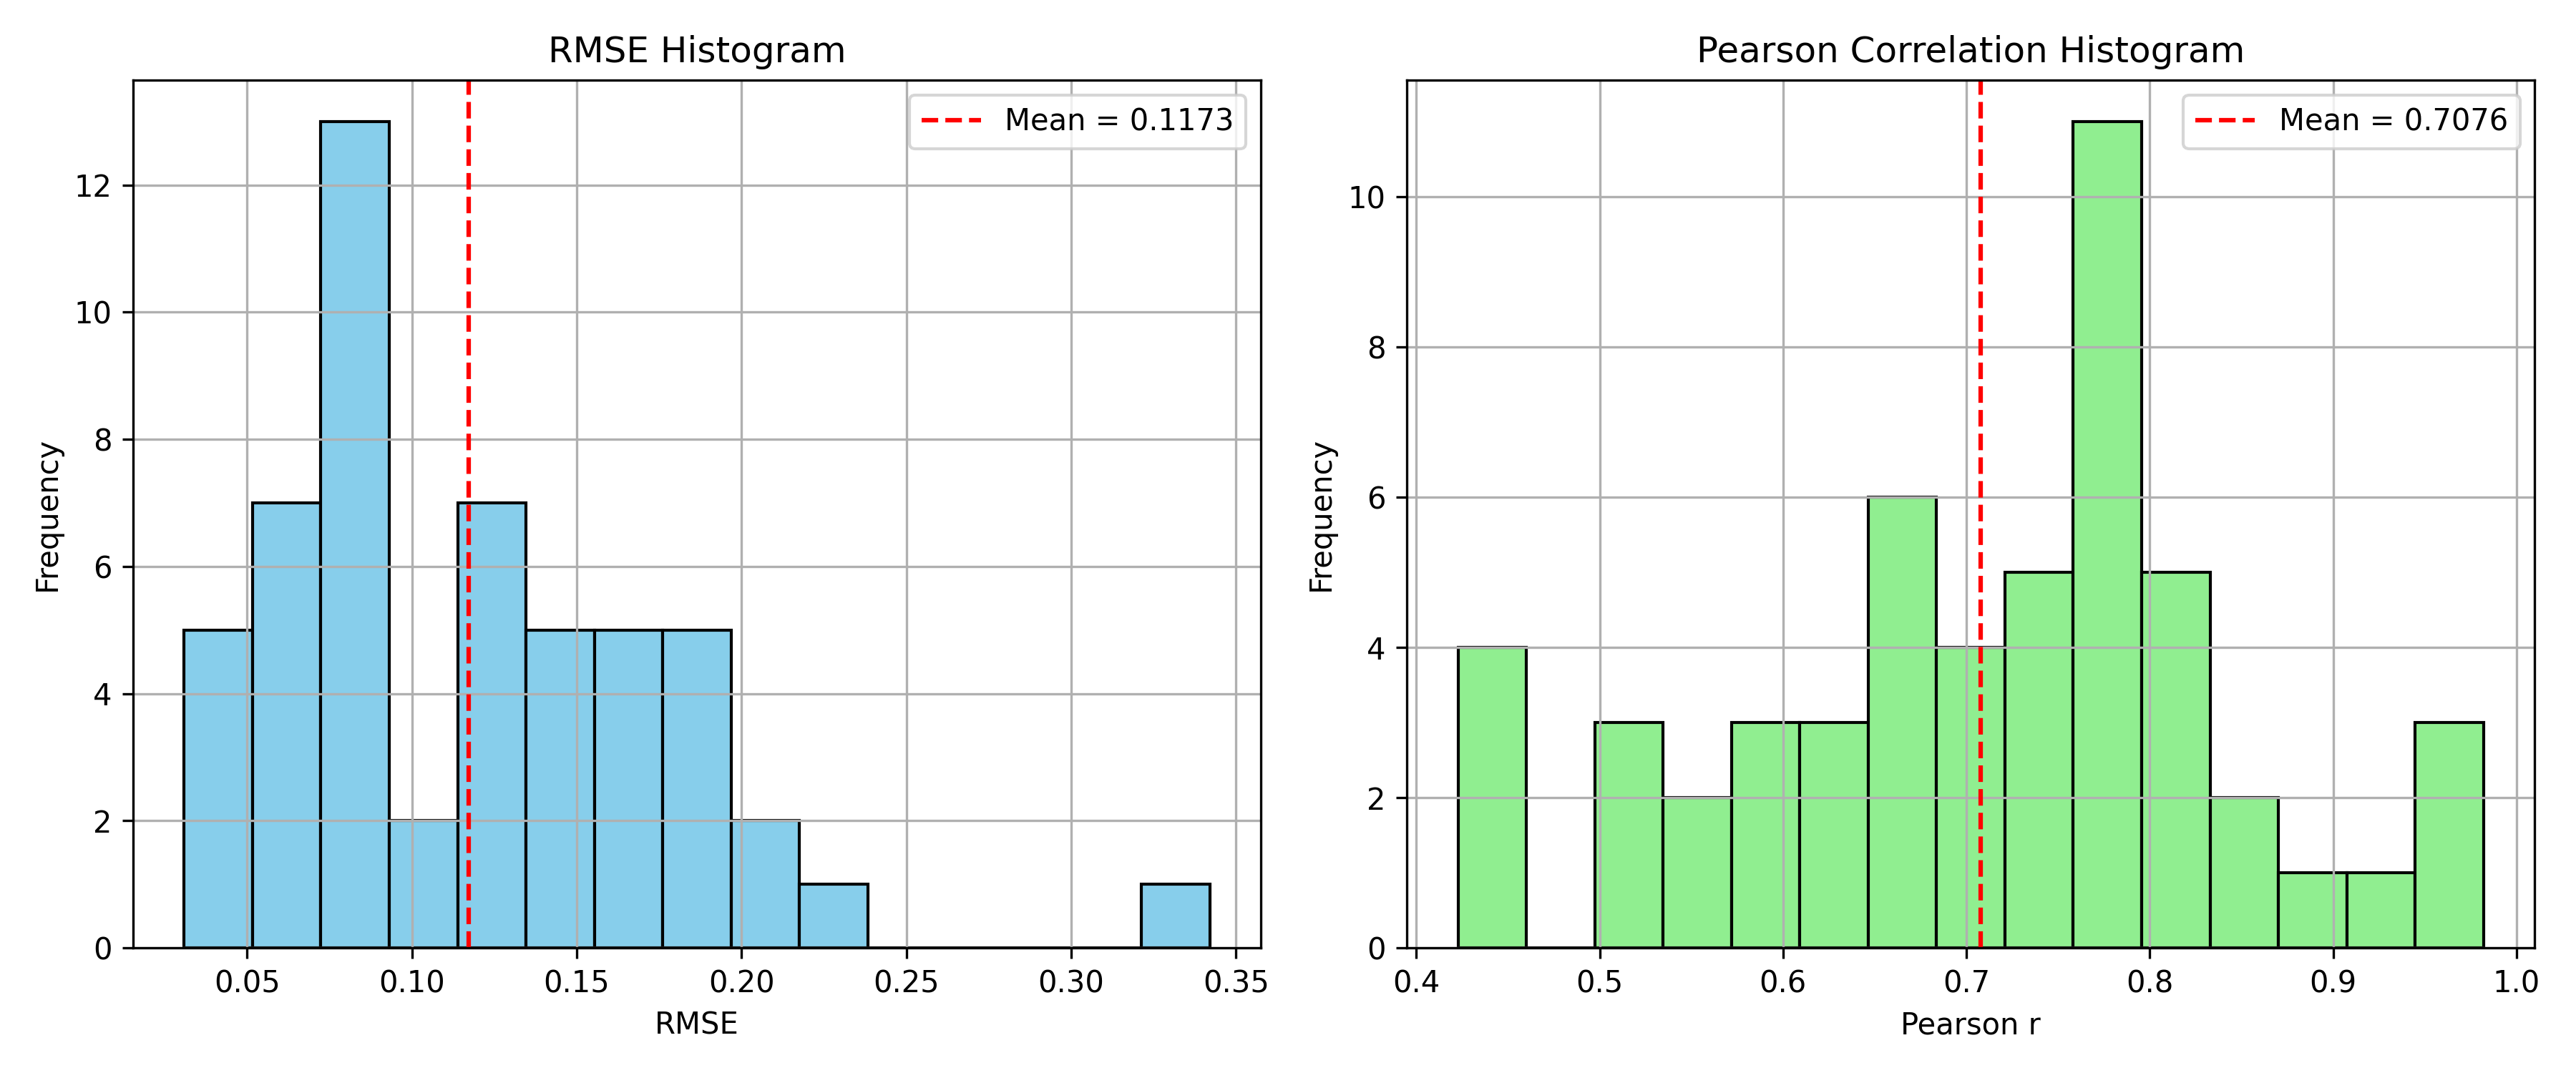 RMSE Histogram
Mean = 0.1173
Frequency
12
10
8
6
4
2
0
0.05 0.10 0.15 0.20 0.25 0.30 0.35
RMSE
Pearson Correlation Histogram
Mean = 0.7076
Frequency
10
8
6
4
2
0
0.4 0.5 0.6 0.7 0.8 0.9 1.0
Pearson r